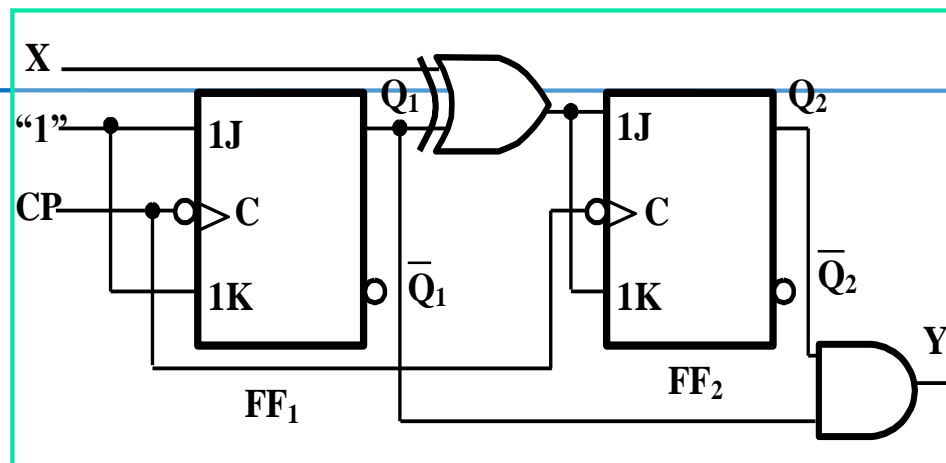 X
Q₁
Q₂
“1”
1J
1J
CP
C
C
Q̅₁
Q̅₂
1K
1K
Y
FF₁
FF₂